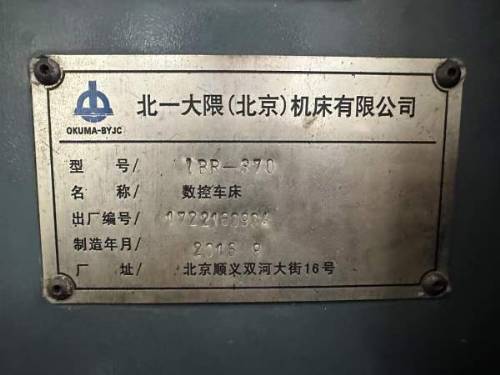 北一大隈(北京)机床有限公司
OKUMA-BYJC
型 号/
名 称/ 数控车床
出厂编号/
制造年月/ 2016
厂 址/ 北京顺义双河大街16号